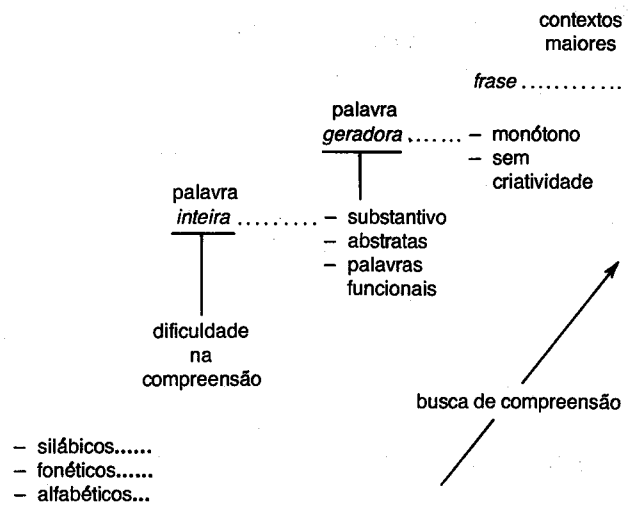 contextos
maiores
frase ............
palavra
geradora .......
– monótono
– sem
criatividade
palavra
inteira .........
– substantivo
– abstratas
– palavras
funcionais
dificuldade
na
compreensão
busca de compreensão
– silábicos......
– fonéticos......
– alfabéticos...